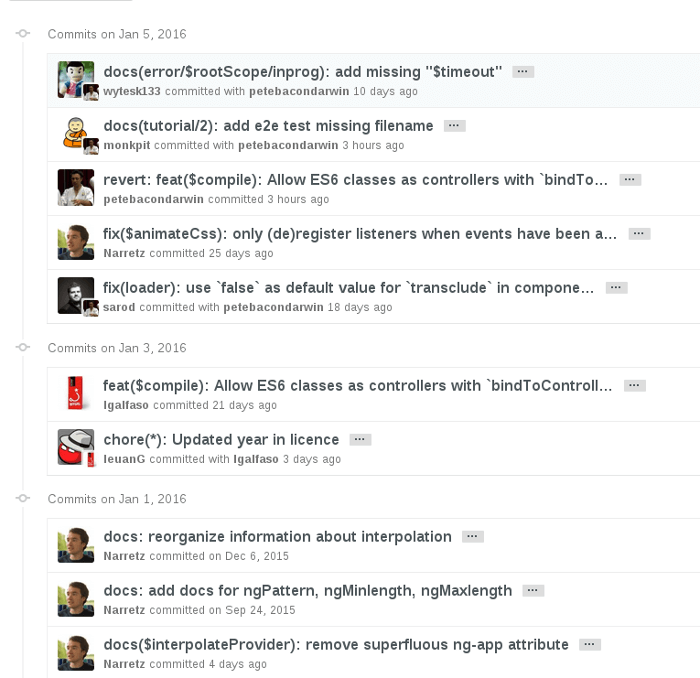 Commits on Jan 5, 2016
docs(error/$rootScope/inprog): add missing "$timeout" ...
wytesk133 committed with petebacondarwin 10 days ago
docs(tutorial/2): add e2e test missing filename ...
monkpit committed with petebacondarwin 3 hours ago
revert: feat($compile): Allow ES6 classes as controllers with `bindTo... ...
petebacondarwin committed 3 hours ago
fix($animateCss): only (de)register listeners when events have been a... ...
Narretz committed 25 days ago
fix(loader): use `false` as default value for `transclude` in compone... ...
sarod committed with petebacondarwin 18 days ago
Commits on Jan 3, 2016
feat($compile): Allow ES6 classes as controllers with `bindToControll... ...
lgalfaso committed 21 days ago
chore(*): Updated year in licence ...
IeuanG committed with lgalfaso 3 days ago
Commits on Jan 1, 2016
docs: reorganize information about interpolation ...
Narretz committed on Dec 6, 2015
docs: add docs for ngPattern, ngMinlength, ngMaxlength ...
Narretz committed on Sep 24, 2015
docs($interpolateProvider): remove superfluous ng-app attribute ...
Narretz committed 4 days ago